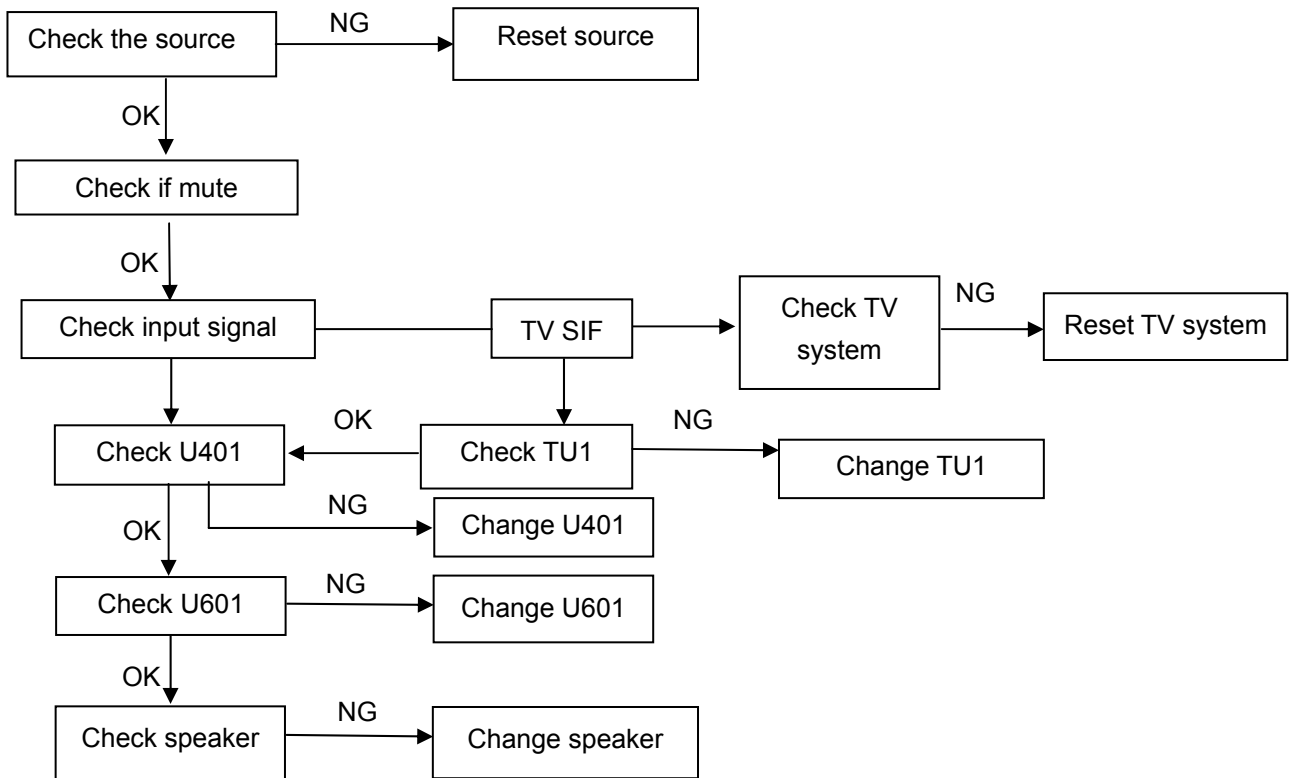 Check the source
NG
Reset source
OK
Check if mute
OK
Check input signal
TV SIF
Check TV
system
NG
Reset TV system
Check U401
OK
Check TU1
NG
Change TU1
NG
Change U401
OK
Check U601
NG
Change U601
OK
Check speaker
NG
Change speaker